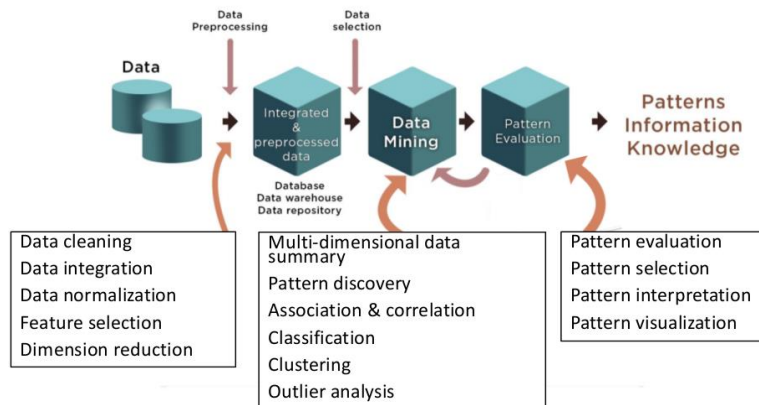 Data
Preprocessing
Data
selection
Data
Integrated
&
preprocessed
data
Data
Mining
Pattern
Evaluation
Patterns
Information
Knowledge
Database
Data warehouse
Data repository
Data cleaning
Data integration
Data normalization
Feature selection
Dimension reduction
Multi-dimensional data
summary
Pattern discovery
Association & correlation
Classification
Clustering
Outlier analysis
Pattern evaluation
Pattern selection
Pattern interpretation
Pattern visualization